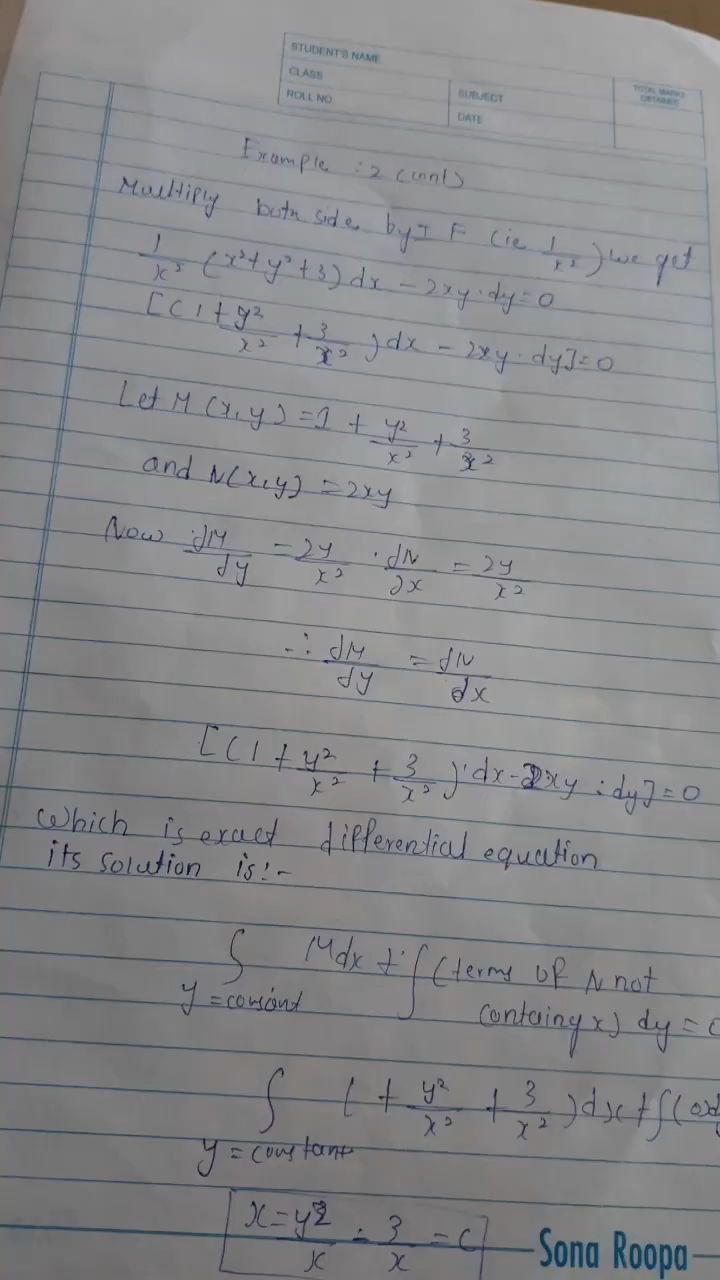 STUDENT'S NAME
CLASS
ROLL NO
SUBJECT
DATE
TOTAL MARKS
OBTAINED
Example : 2 (cont)
Multiply both side by I F (ie 1/x²) we get
1/x² (x²+y²+3) dx - 2xy·dy=0
[(1+y²/x² + 3/x²) dx - 2xy·dy]=0
Let M(x,y) = 1 + y²/x² + 3/x²
and N(x,y) = 2xy
Now ∂M/∂y = 2y/x² · ∂N/∂x = 2y/x²
∴ ∂M/∂y = ∂N/∂x
[(1+y²/x² + 3/x²)·dx-2xy:dy]=0
Which is exact differential equation
its solution is:-
∫ Mdx + ∫(terms of N not
y=constant containg x) dy = c
∫ ( + y²/x² + 3/x²)dx+∫(0)d
y=constant
x=y²/x - 3/x = c
Sona Roopa